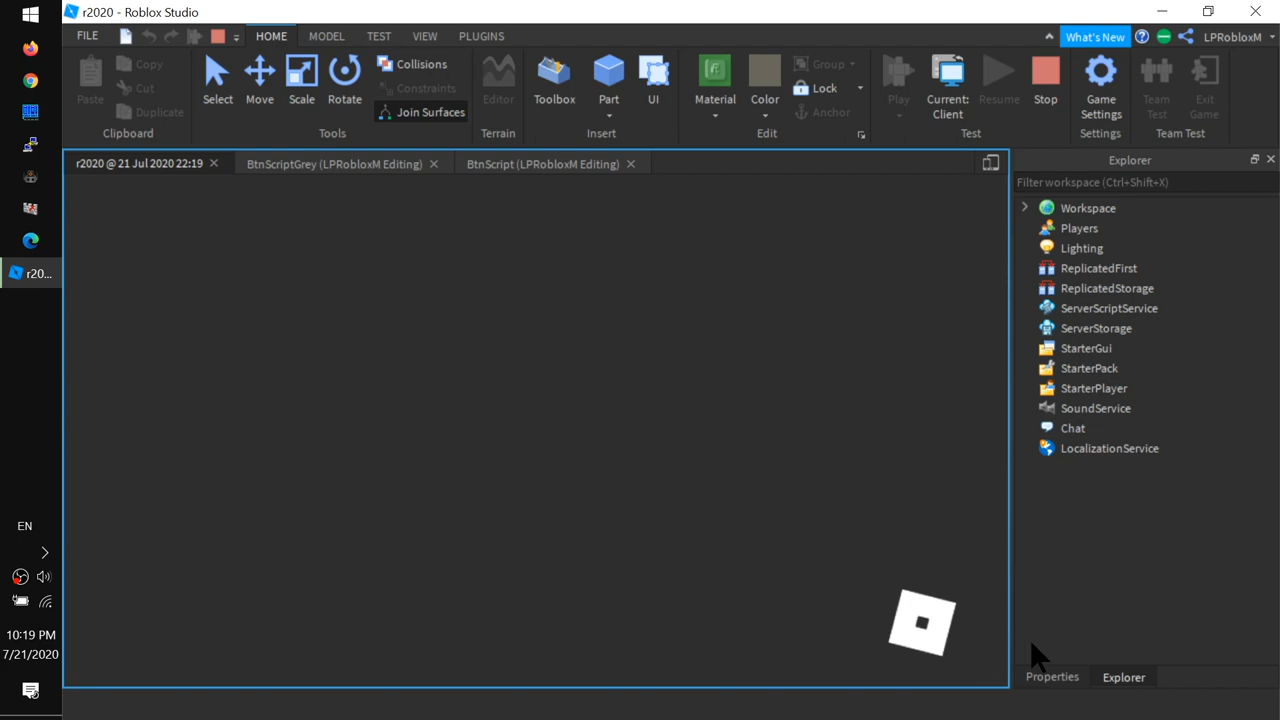 r2020 - Roblox Studio
FILE HOME MODEL TEST VIEW PLUGINS What's New LPRobloxM
Paste Copy Cut Duplicate Clipboard
Select Move Scale Rotate Collisions Constraints Join Surfaces Tools
Editor Terrain
Toolbox Part UI Insert
Material Color Group Lock Anchor Edit
Play Current: Client Resume Stop Test
Game Settings Settings
Team Test Exit Game Team Test
r2020 @ 21 Jul 2020 22:19
BtnScriptGrey (LPRobloxM Editing)
BtnScript (LPRobloxM Editing)
Explorer
Filter workspace (Ctrl+Shift+X)
Workspace
Players
Lighting
ReplicatedFirst
ReplicatedStorage
ServerScriptService
ServerStorage
StarterGui
StarterPack
StarterPlayer
SoundService
Chat
LocalizationService
Properties Explorer
r20...
EN
10:19 PM
7/21/2020